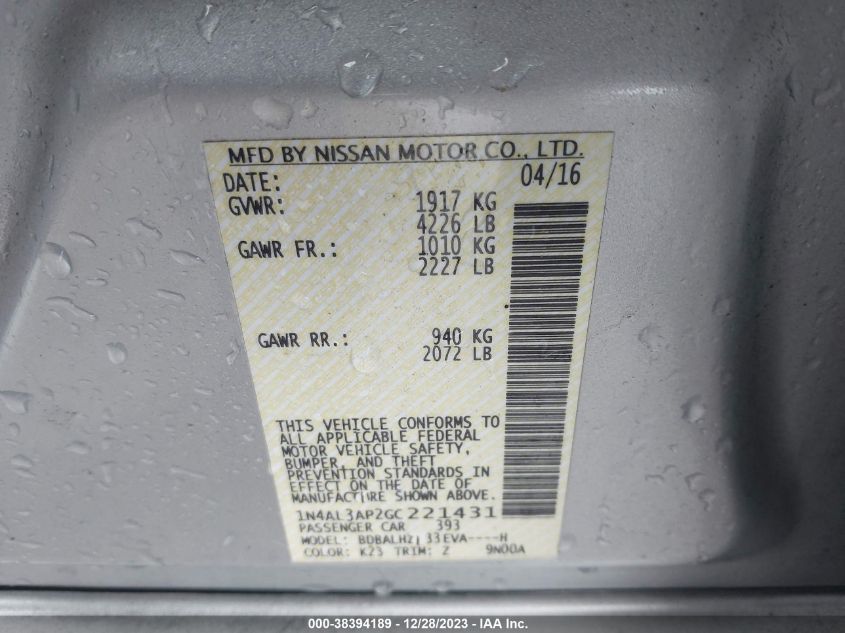 MFD BY NISSAN MOTOR CO., LTD.
DATE: 04/16
GVWR: 1917 KG
4226 LB
GAWR FR.: 1010 KG
2227 LB
GAWR RR.: 940 KG
2072 LB
THIS VEHICLE CONFORMS TO
ALL APPLICABLE FEDERAL
MOTOR VEHICLE SAFETY,
BUMPER, AND THEFT
PREVENTION STANDARDS IN
EFFECT ON THE DATE OF
MANUFACTURE SHOWN ABOVE.
1N4AL3AP2GC221431
PASSENGER CAR 393
MODEL: BDBALHZ 33EVA----H
COLOR: K23 TRIM: Z 9N00A
000-38394189 - 12/28/2023 - IAA Inc.